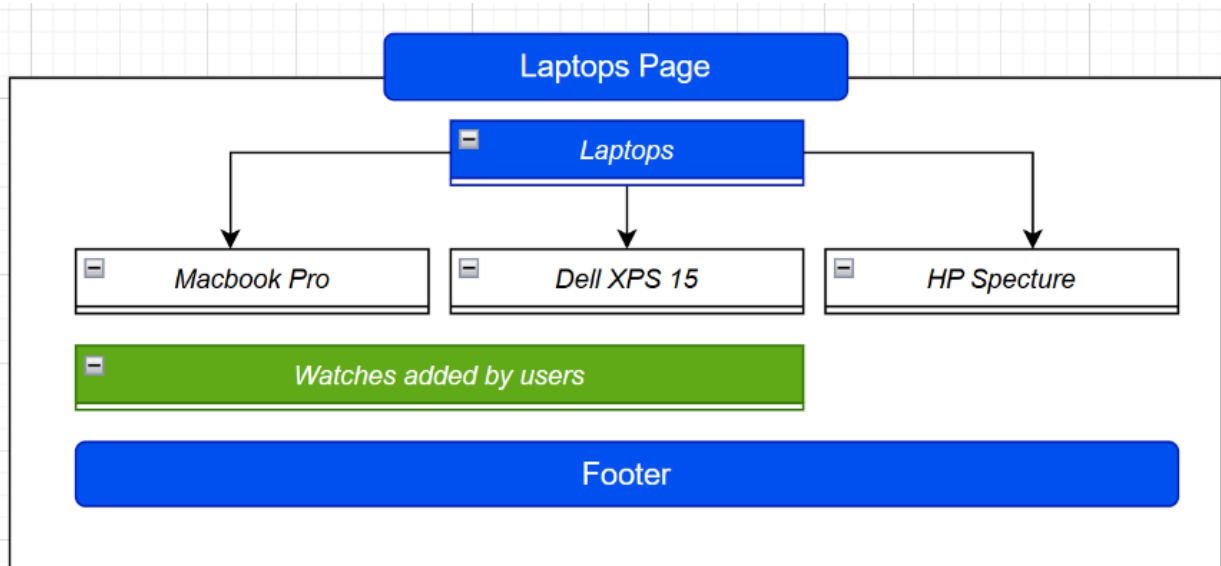 Laptops Page
Laptops
Macbook Pro
Dell XPS 15
HP Specture
Watches added by users
Footer